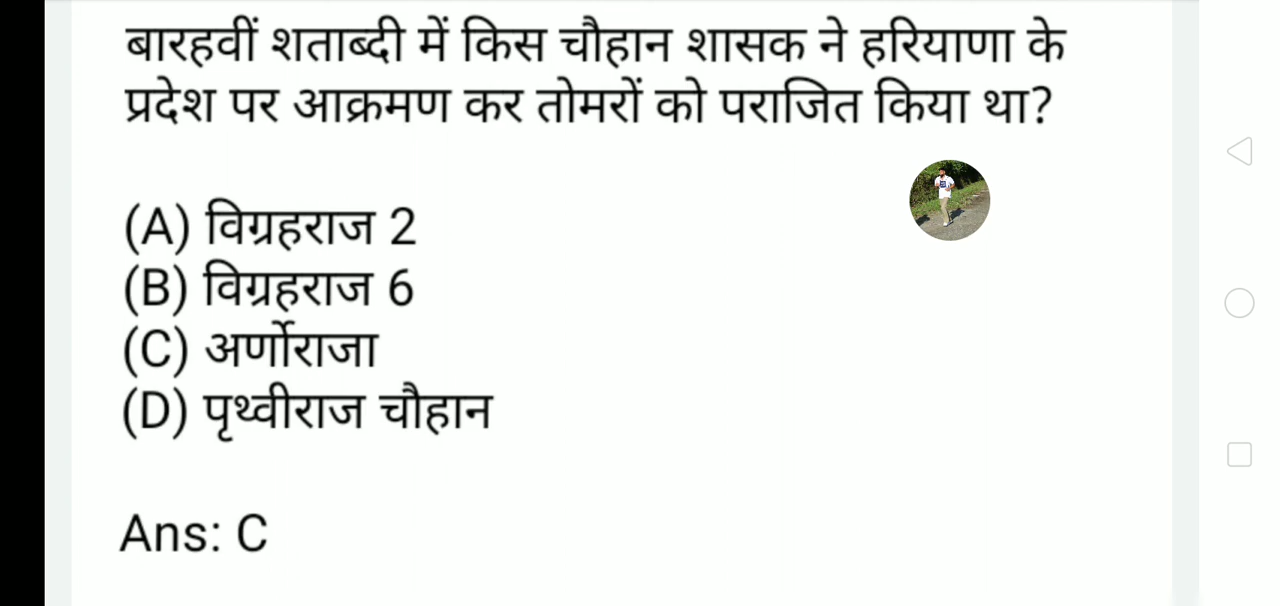 बारहवीं शताब्दी में किस चौहान शासक ने हरियाणा के
प्रदेश पर आक्रमण कर तोमरों को पराजित किया था?
(A) विग्रहराज 2
(B) विग्रहराज 6
(C) अर्णोराजा
(D) पृथ्वीराज चौहान
Ans: C